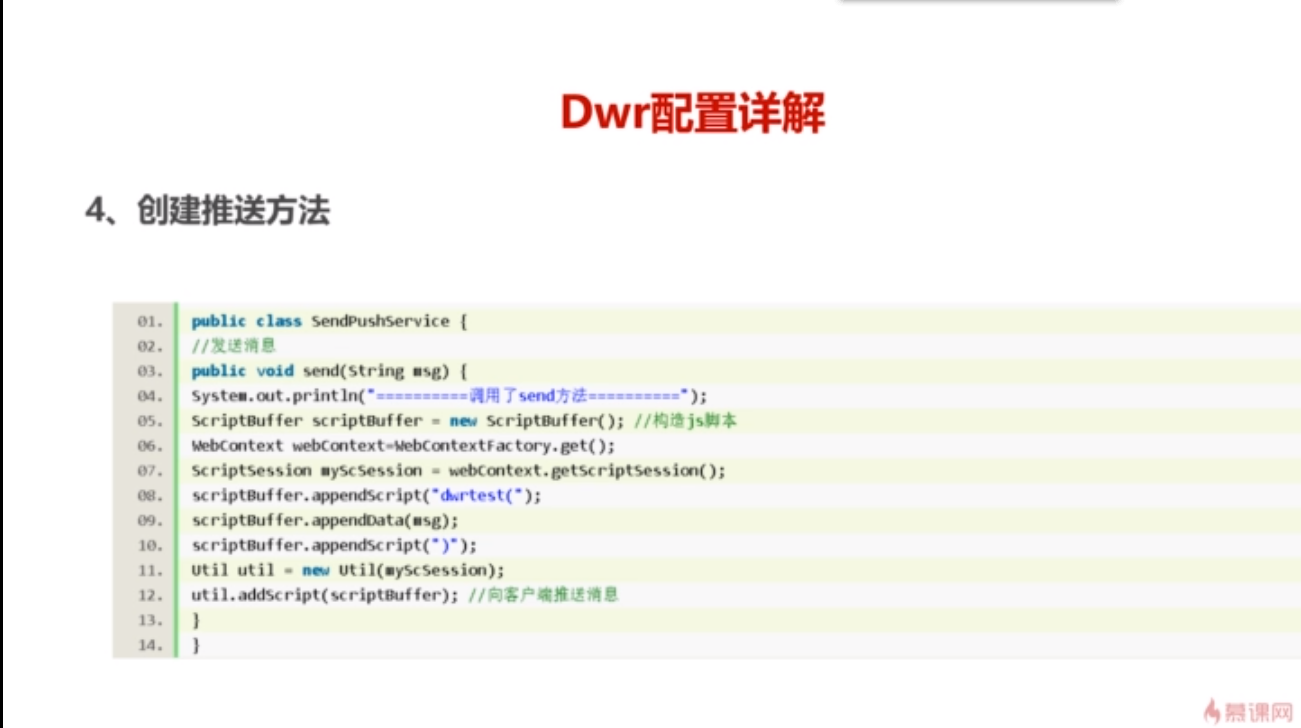 Dwr配置详解
4、创建推送方法
01. public class SendPushService {
02. //发送消息
03. public void send(String msg) {
04. System.out.println("==========调用了send方法==========");
05. ScriptBuffer scriptBuffer = new ScriptBuffer(); //构造js脚本
06. WebContext webContext=WebContextFactory.get();
07. ScriptSession myScSession = webContext.getScriptSession();
08. scriptBuffer.appendScript("dwrtest(");
09. scriptBuffer.appendData(msg);
10. scriptBuffer.appendScript(")");
11. Util util = new Util(myScSession);
12. util.addScript(scriptBuffer); //向客户端推送消息
13. }
14. }
慕课网